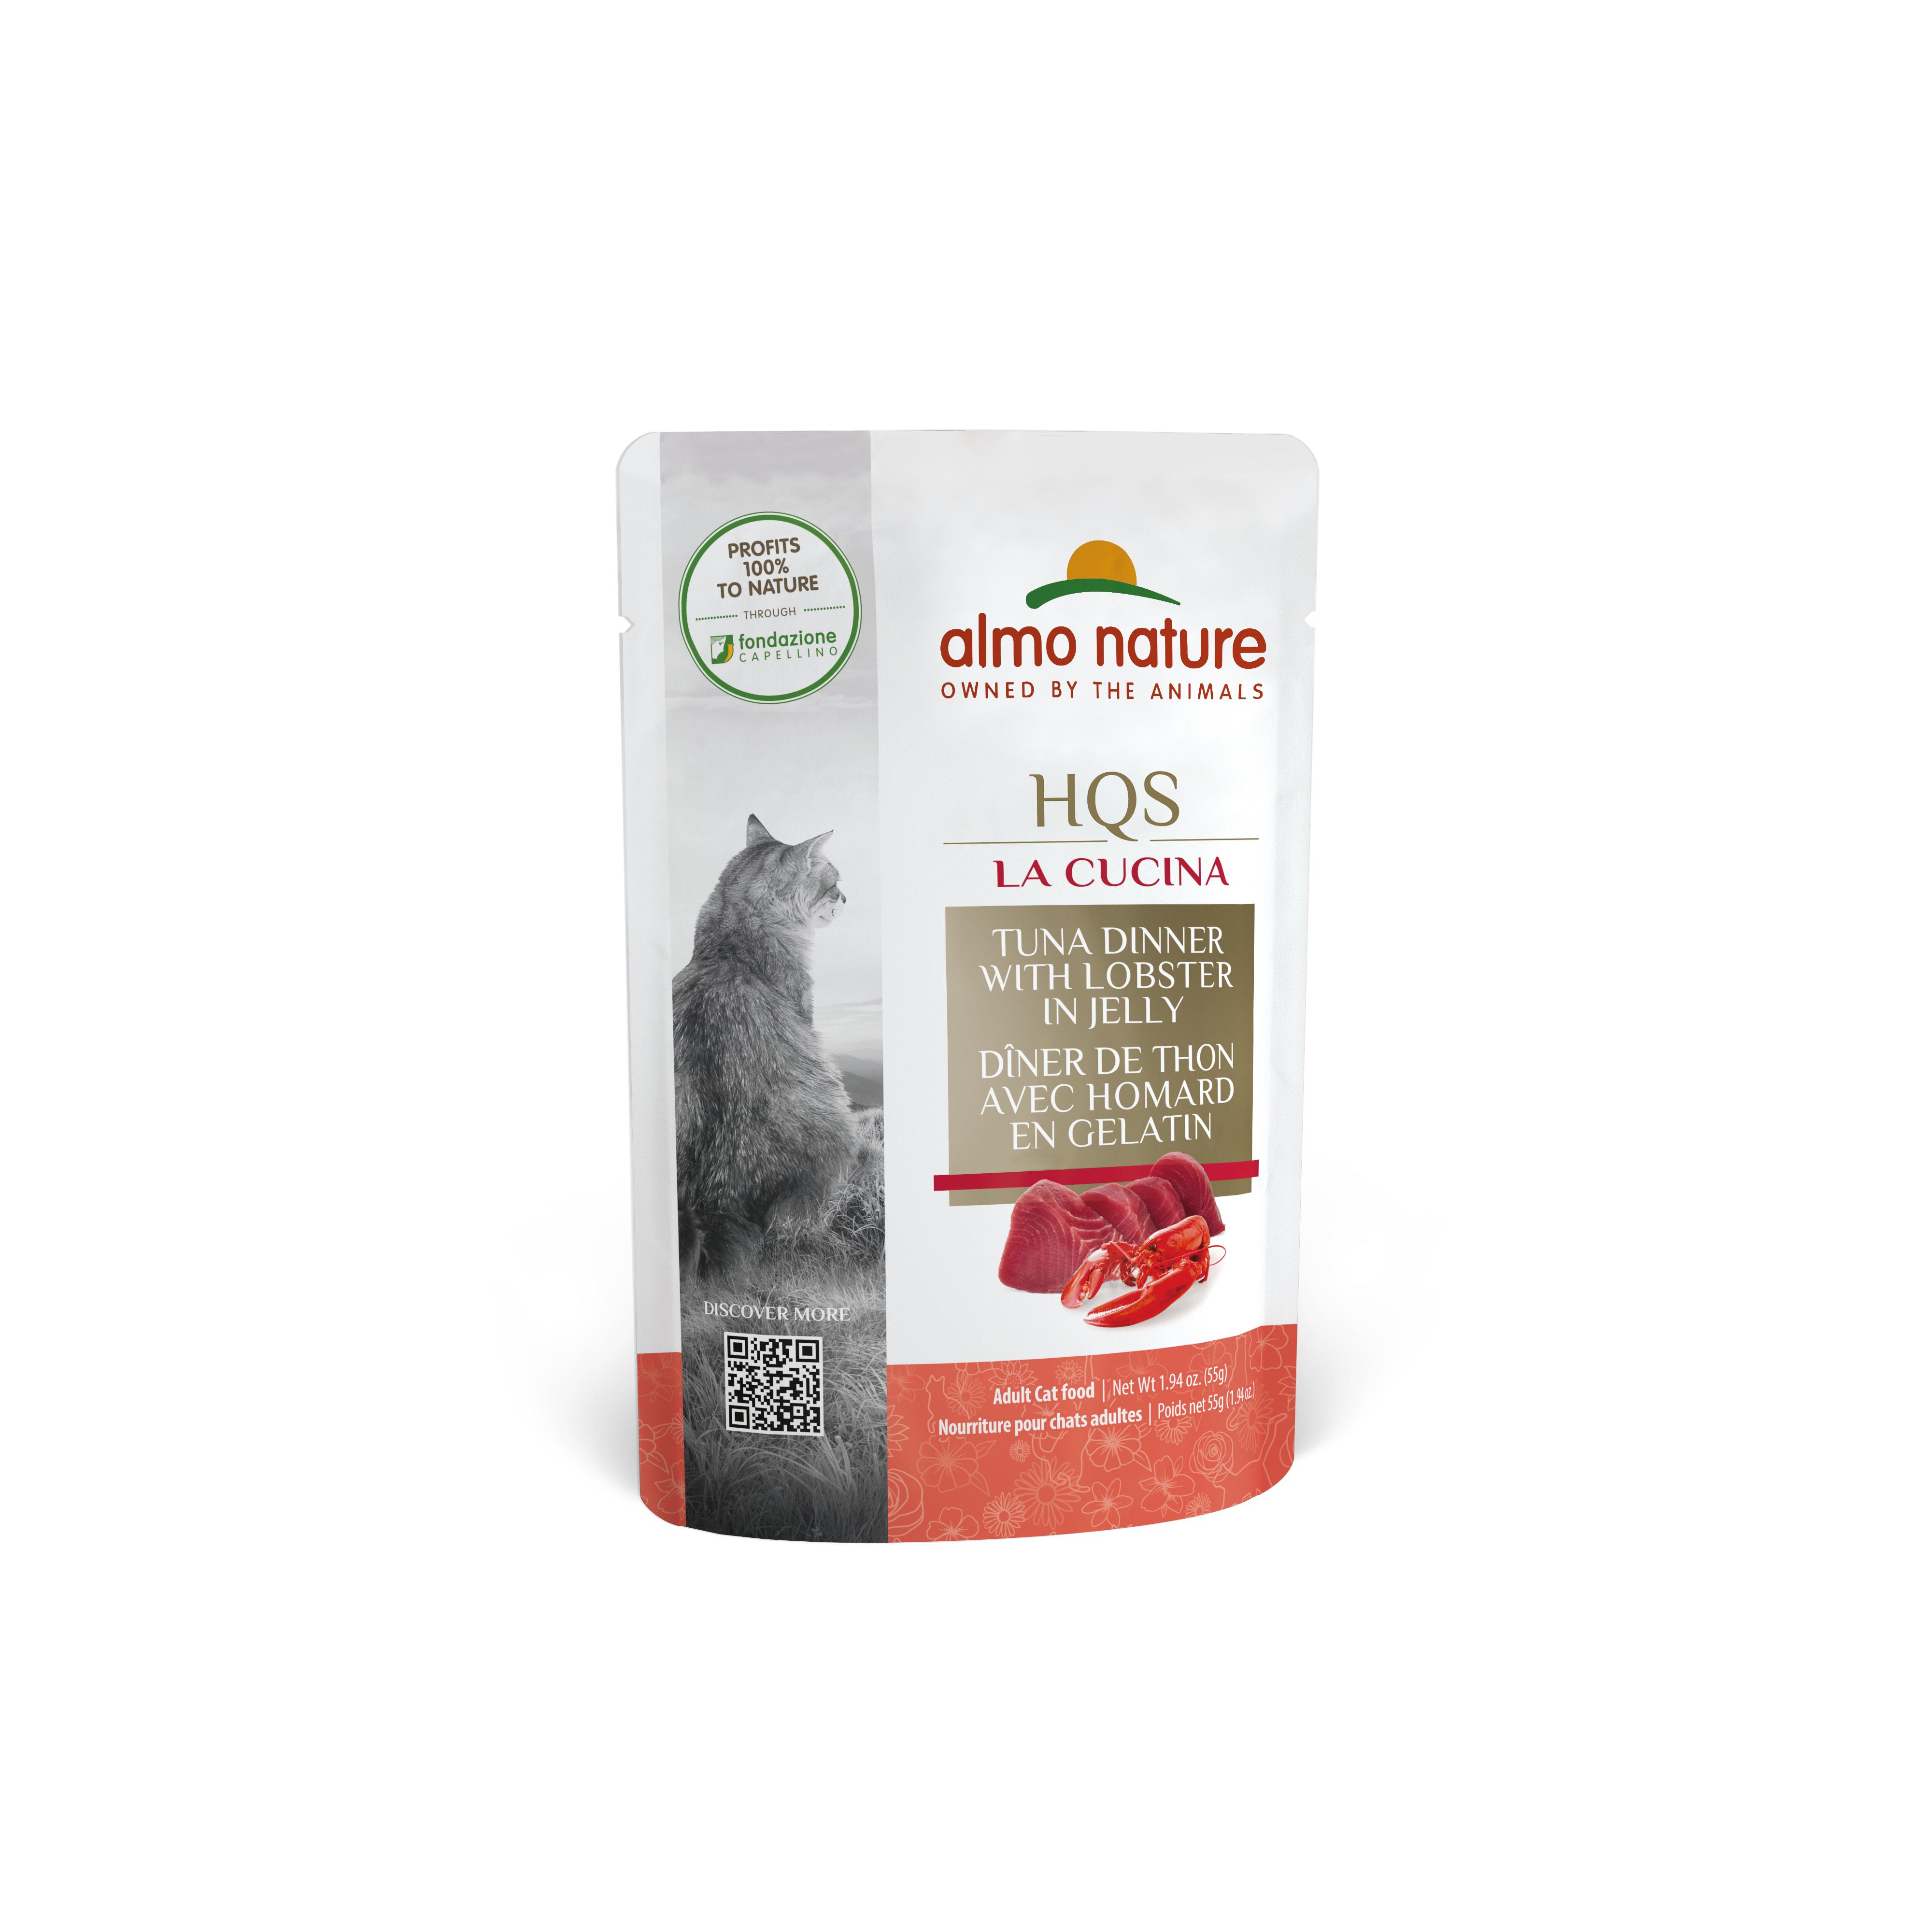 PROFITS
100%
TO NATURE
THROUGH
fondazione
CAPELLINO
almo nature
OWNED BY THE ANIMALS
HQS
LA CUCINA
TUNA DINNER
WITH LOBSTER
IN JELLY
DÎNER DE THON
AVEC HOMARD
EN GELATIN
DISCOVER MORE
Adult Cat food | Net Wt 1.94 oz. (55g)
Nourriture pour chats adultes | Poids net 55g (1.94 oz.)